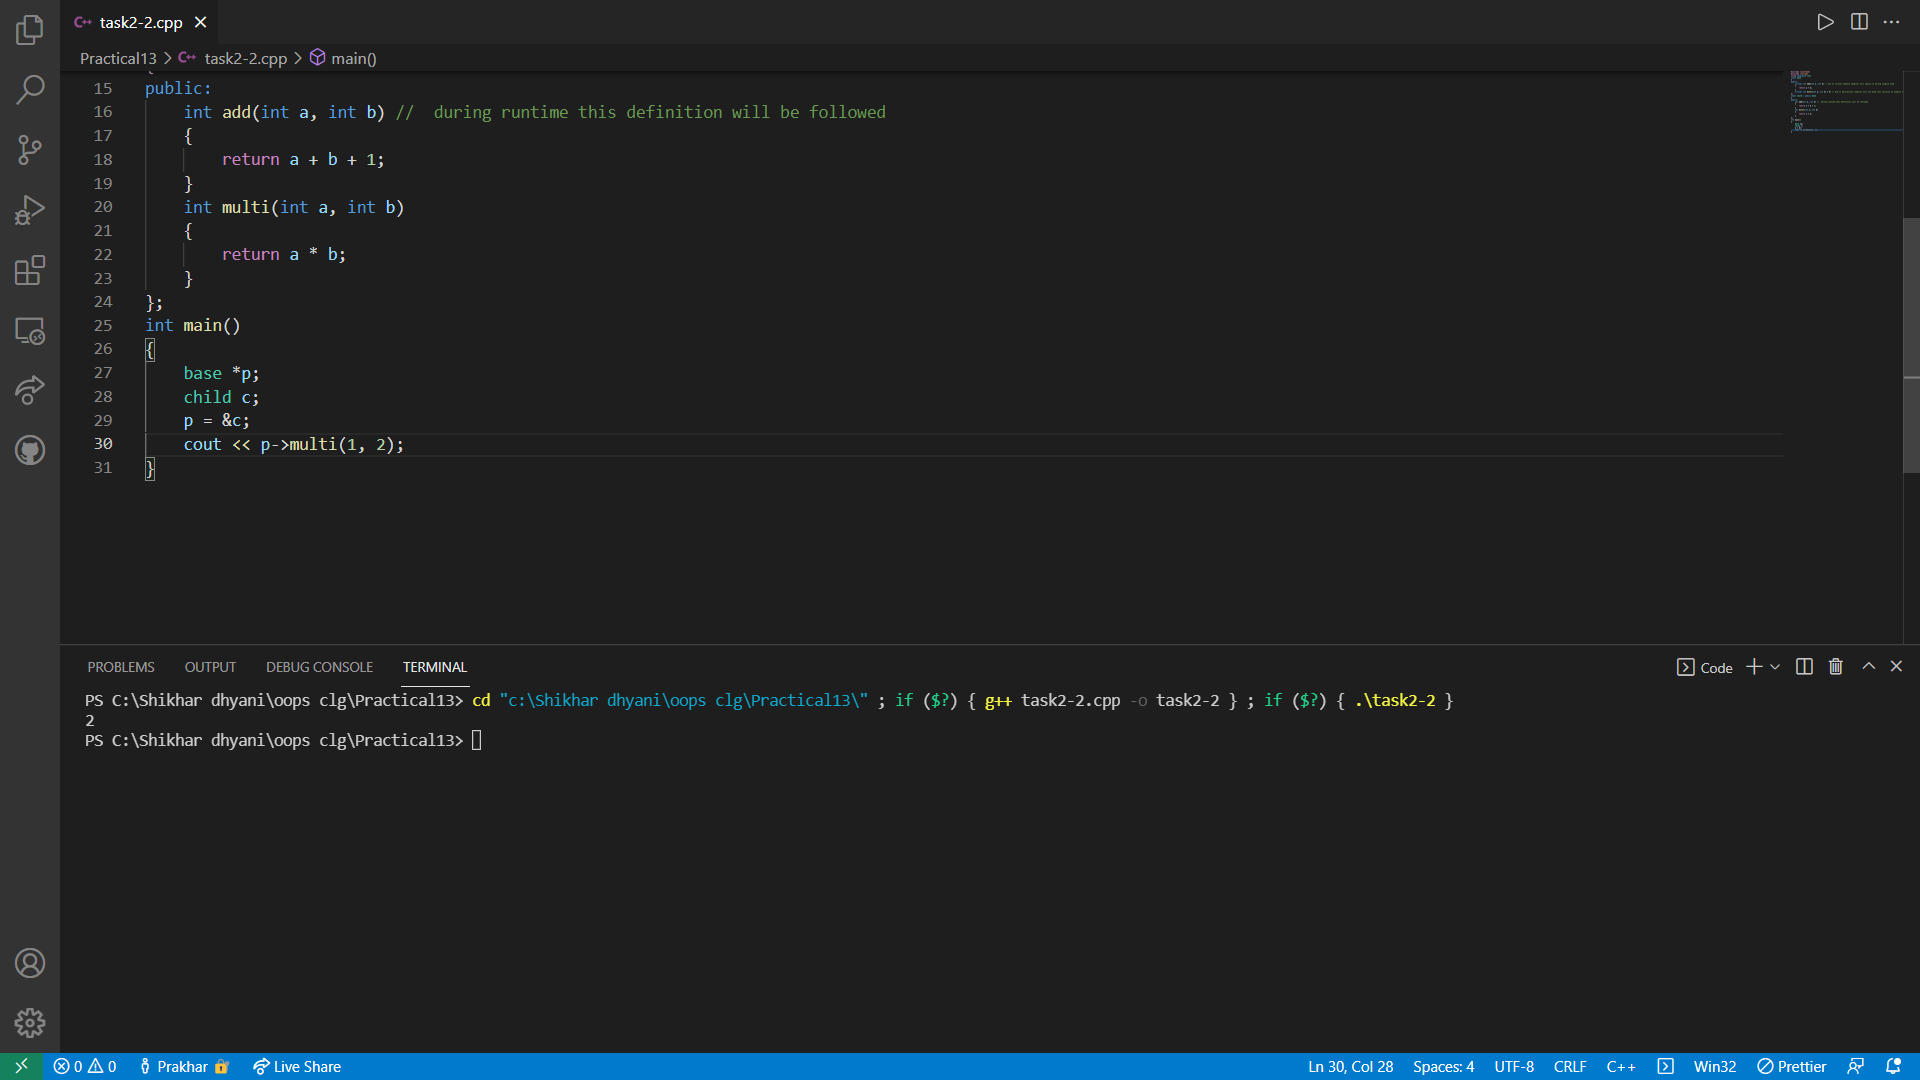 task2-2.cpp
Practical13 > task2-2.cpp > main()
15 public:
16 int add(int a, int b) //  during runtime this definition will be followed
17 {
18 return a + b + 1;
19 }
20 int multi(int a, int b)
21 {
22 return a * b;
23 }
24 };
25 int main()
26 {
27 base *p;
28 child c;
29 p = &c;
30 cout << p->multi(1, 2);
31 }
PROBLEMS OUTPUT DEBUG CONSOLE TERMINAL Code
PS C:\Shikhar dhyani\oops clg\Practical13> cd "c:\Shikhar dhyani\oops clg\Practical13\" ; if ($?) { g++ task2-2.cpp -o task2-2 } ; if ($?) { .\task2-2 }
2
PS C:\Shikhar dhyani\oops clg\Practical13>
0 0 Prakhar Live Share Ln 30, Col 28 Spaces: 4 UTF-8 CRLF C++ Win32 Prettier